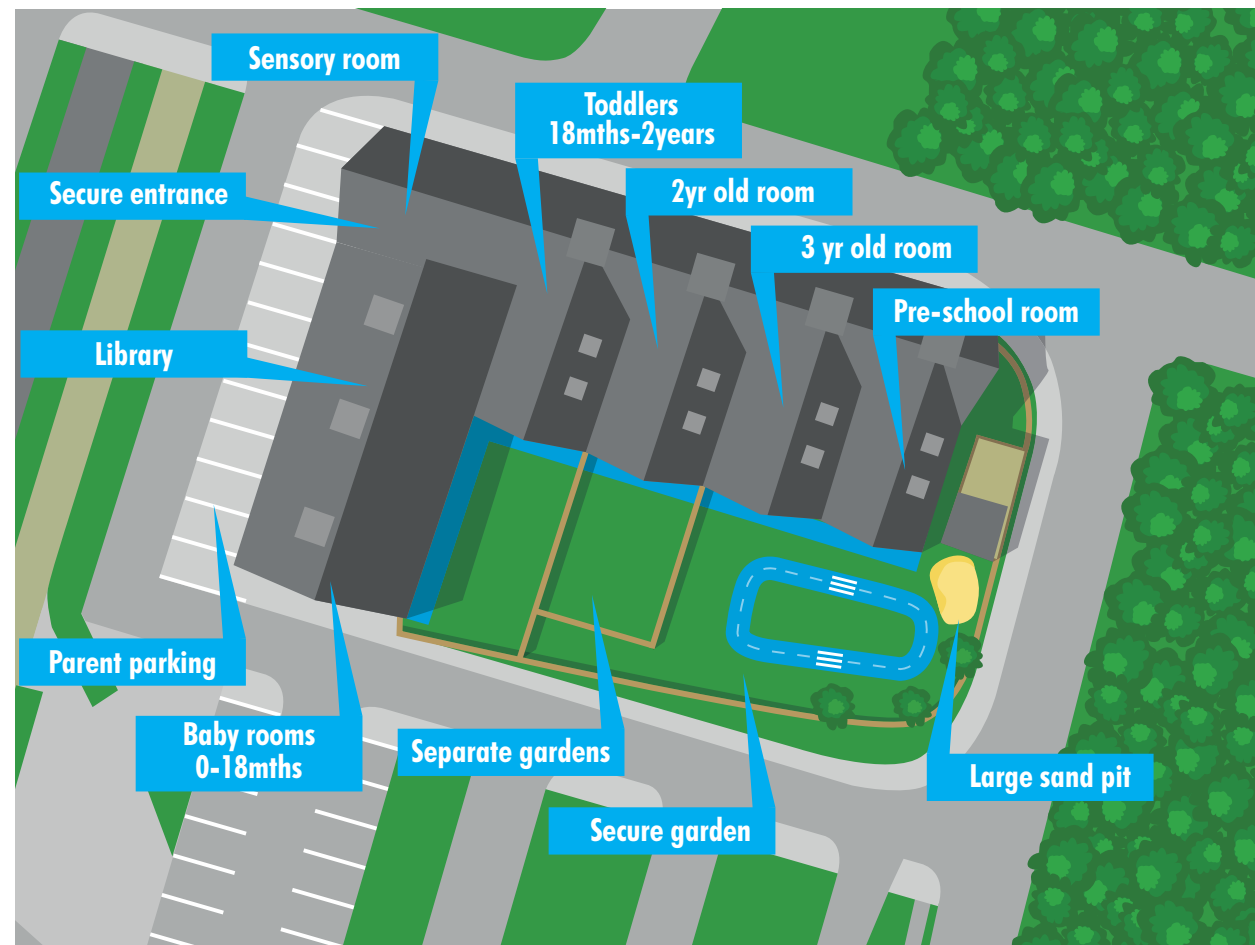 Sensory room
Toddlers
18mths-2years
Secure entrance
2yr old room
3 yr old room
Pre-school room
Library
Parent parking
Baby rooms
0-18mths
Separate gardens
Large sand pit
Secure garden